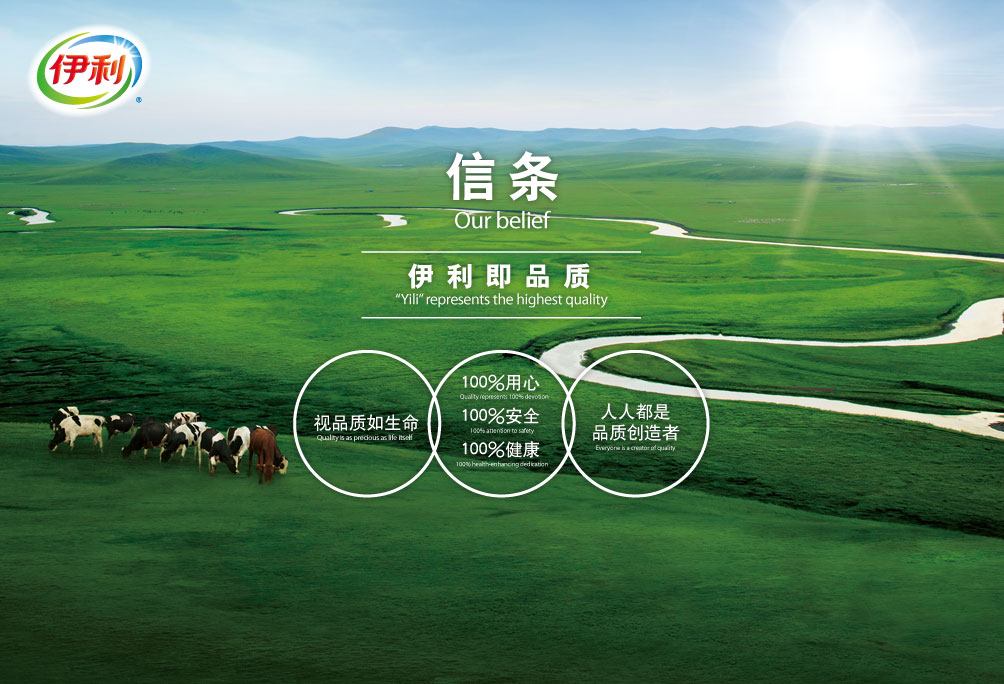 伊利
®
信条
Our belief
伊利即品质
“Yili” represents the highest quality
视品质如生命
Quality is as precious as life itself
100%用心
Quality represents 100% devotion
100%安全
100% attention to safety
100%健康
100% health-enhancing dedication
人人都是
品质创造者
Everyone is a creator of quality